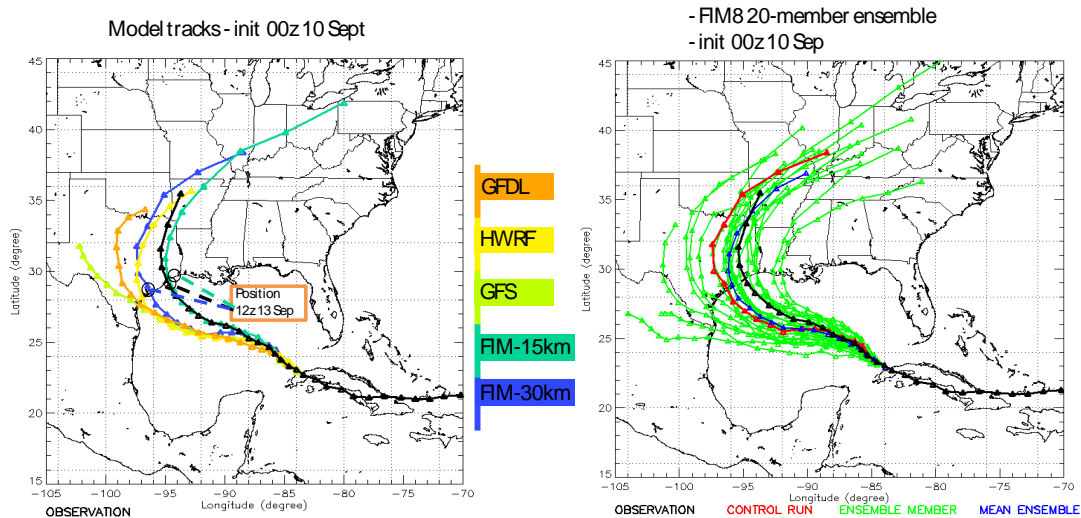 Model tracks - init 00z 10 Sept
45
40
35
30
25
20
15
Latitude (degree)
Position
12z 13 Sep
-105 -100 -95 -90 -85 -80 -75 -70
Longitude (degree)
OBSERVATION
GFDL
HWRF
GFS
FIM-15km
FIM-30km
- FIM8 20-member ensemble
- init 00z 10 Sep
45
40
35
30
25
20
15
Latitude (degree)
-105 -100 -95 -90 -85 -80 -75 -70
Longitude (degree)
OBSERVATION CONTROL RUN ENSEMBLE MEMBER MEAN ENSEMBLE